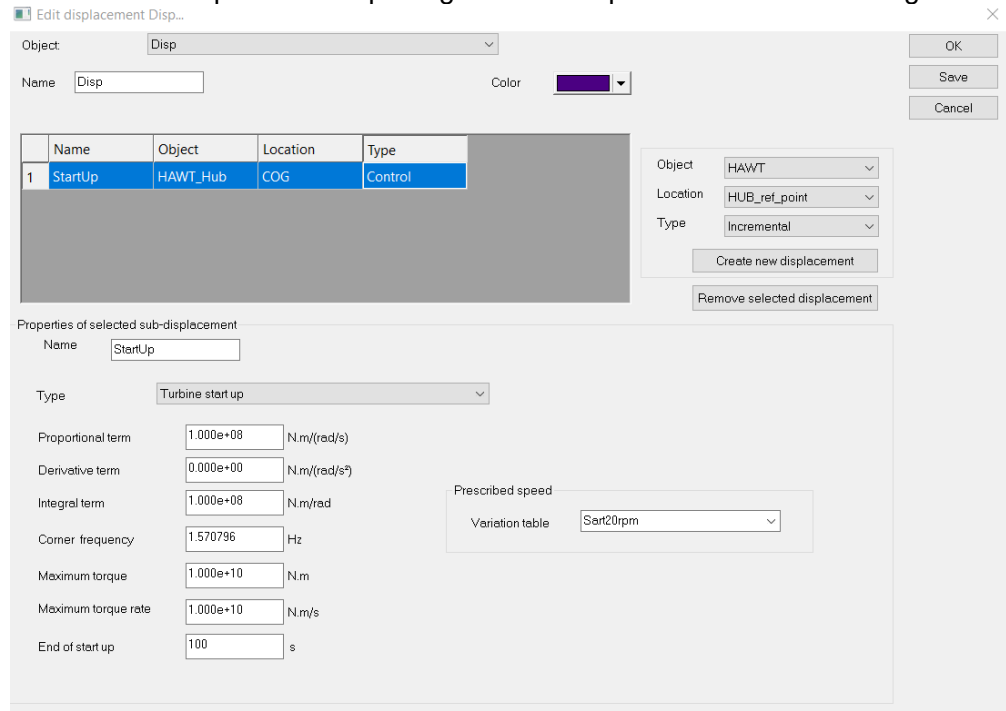 Edit displacement Disp...
Object: Disp OK
Name Disp Color Save
Cancel
Name Object Location Type
1 StartUp HAWT_Hub COG Control
Object HAWT
Location HUB_ref_point
Type Incremental
Create new displacement
Remove selected displacement
Properties of selected sub-displacement
Name StartUp
Type Turbine start up
Proportional term 1.000e+08 N.m/(rad/s)
Derivative term 0.000e+00 N.m/(rad/s²)
Integral term 1.000e+08 N.m/rad
Prescribed speed
Variation table Sart20rpm
Corner frequency 1.570796 Hz
Maximum torque 1.000e+10 N.m
Maximum torque rate 1.000e+10 N.m/s
End of start up 100 s